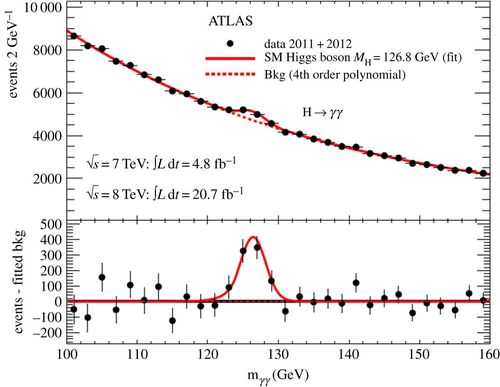 ATLAS
data 2011 + 2012
SM Higgs boson M_H = 126.8 GeV (fit)
Bkg (4th order polynomial)
H → γγ
√s = 7 TeV: ∫L dt = 4.8 fb⁻¹
√s = 8 TeV: ∫L dt = 20.7 fb⁻¹
events 2 GeV⁻¹
10 000
8000
6000
4000
2000
events - fitted bkg
500
400
300
200
100
0
−100
−200
100 110 120 130 140 150 160
m_γγ (GeV)